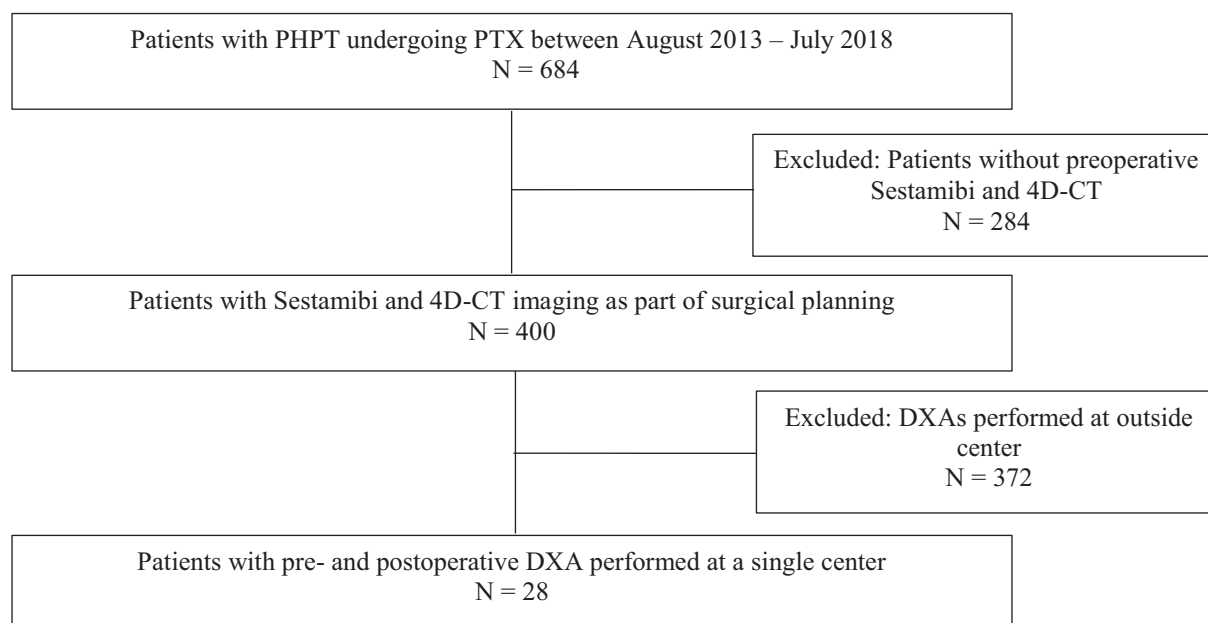 Patients with PHPT undergoing PTX between August 2013 – July 2018
N = 684
Excluded: Patients without preoperative
Sestamibi and 4D-CT
N = 284
Patients with Sestamibi and 4D-CT imaging as part of surgical planning
N = 400
Excluded: DXAs performed at outside
center
N = 372
Patients with pre- and postoperative DXA performed at a single center
N = 28